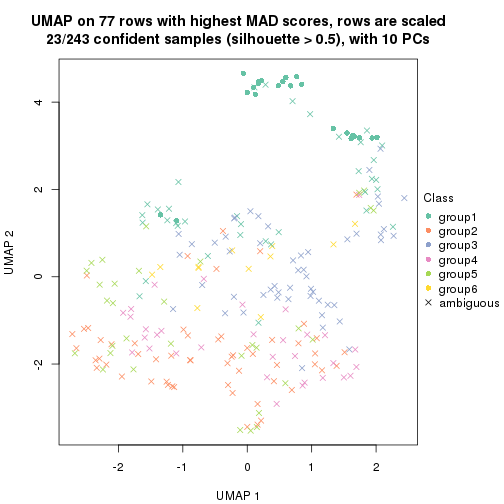 UMAP on 77 rows with highest MAD scores, rows are scaled
23/243 confident samples (silhouette > 0.5), with 10 PCs
4
2
0
-2
UMAP 2
-2
-1
0
1
2
UMAP 1
Class
group1
group2
group3
group4
group5
group6
ambiguous